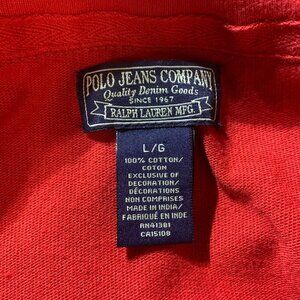 POLO JEANS COMPANY
Quality Denim Goods
SINCE 1967
RALPH LAUREN MFG.
L/G
100% COTTON/
COTON
EXCLUSIVE OF
DECORATION/
DÉCORATIONS
NON COMPRISES
MADE IN INDIA/
FABRIQUÉ EN INDE
RN41381
CA15108